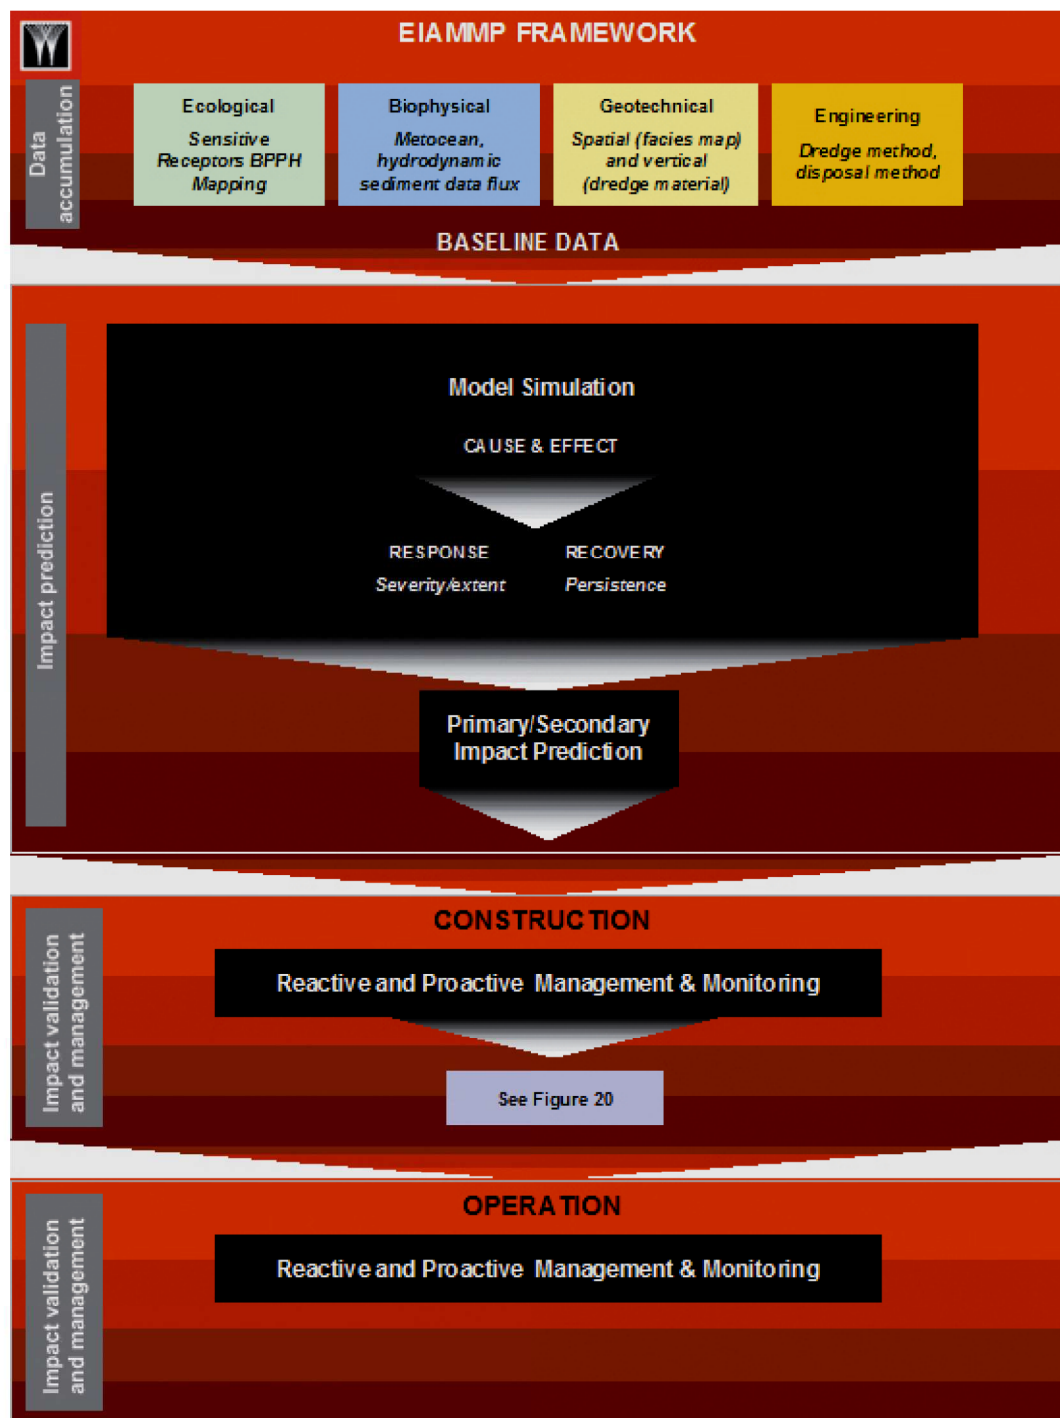 EIAMMP FRAMEWORK
Data
accumulation
Ecological
Sensitive
Receptors BPPH
Mapping
Biophysical
Metocean,
hydrodynamic
sediment data flux
Geotechnical
Spatial (facies map)
and vertical
(dredge material)
Engineering
Dredge method,
disposal method
BASELINE DATA
Impact prediction
Model Simulation
CAUSE & EFFECT
RESPONSE
Severity/extent
RECOVERY
Persistence
Primary/Secondary
Impact Prediction
Impact validation
and management
CONSTRUCTION
Reactive and Proactive Management & Monitoring
See Figure 20
Impact validation
and management
OPERATION
Reactive and Proactive Management & Monitoring